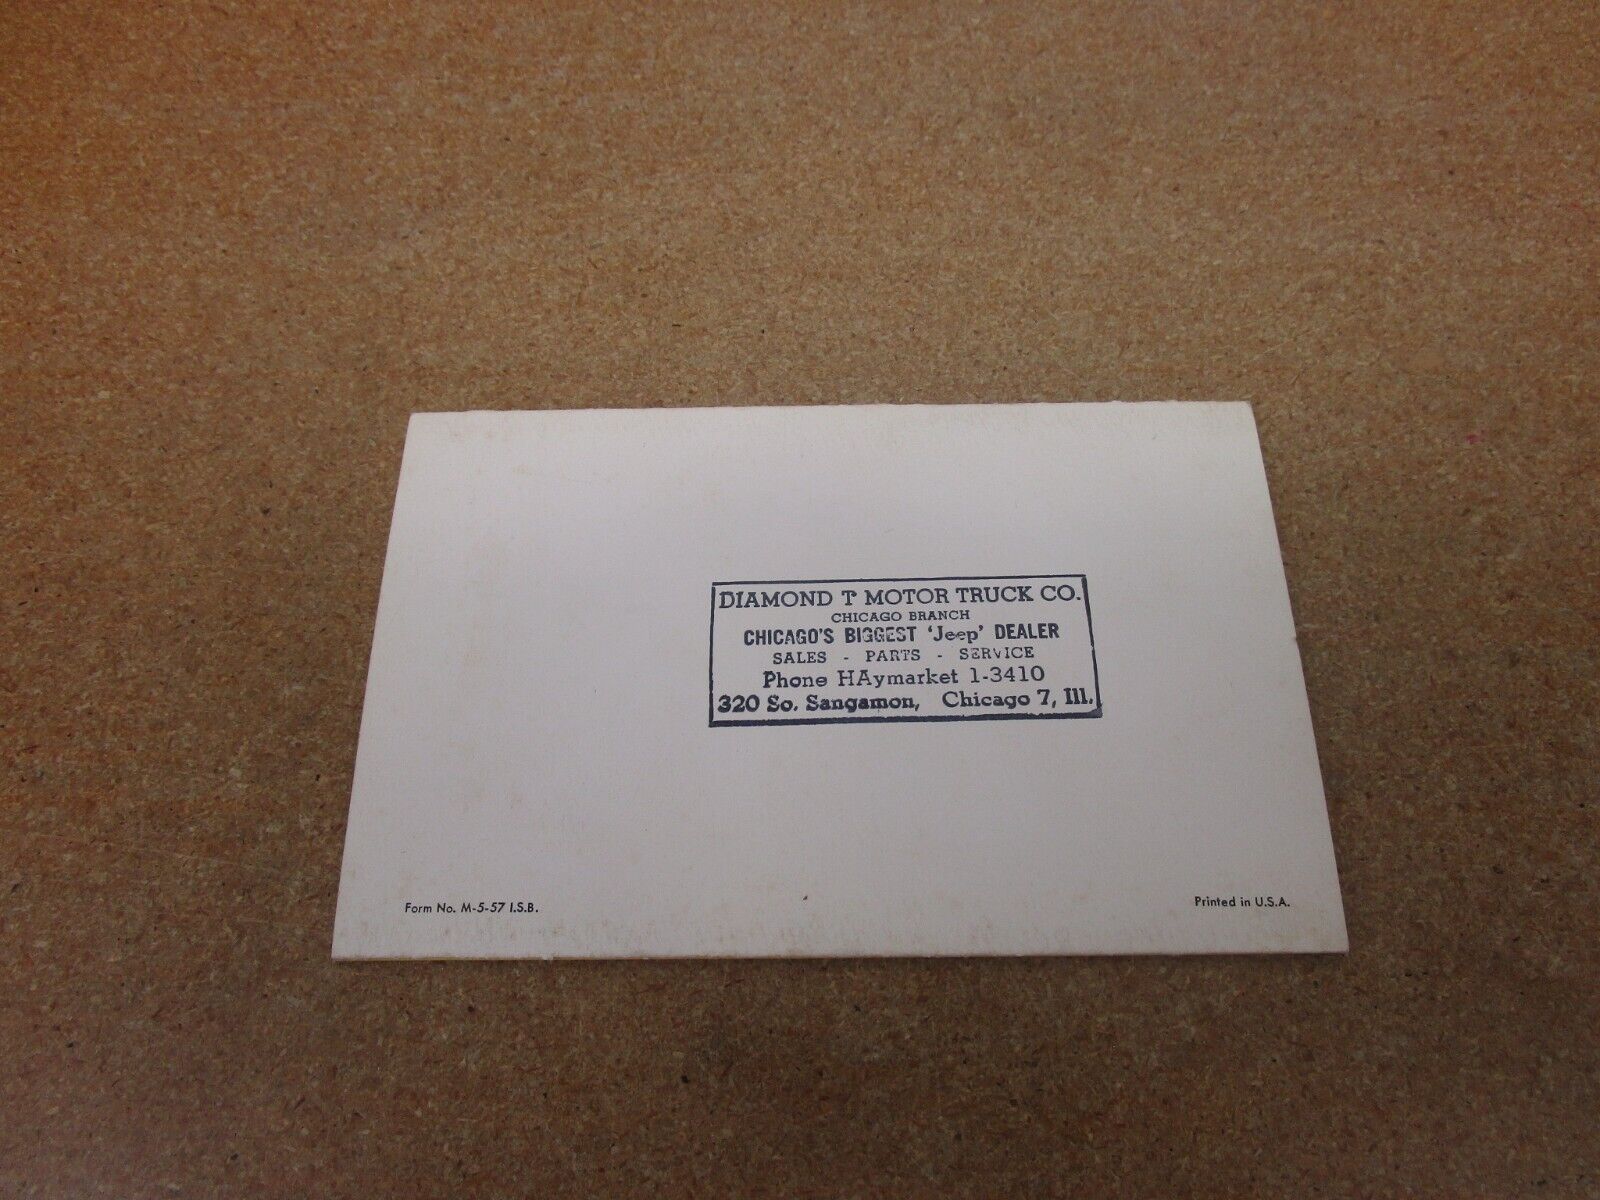 DIAMOND T MOTOR TRUCK CO.
CHICAGO BRANCH
CHICAGO'S BIGGEST 'Jeep' DEALER
SALES - PARTS - SERVICE
Phone HAymarket 1-3410
320 So. Sangamon, Chicago 7, Ill.
Form No. M-5-57 I.S.B.
Printed in U.S.A.